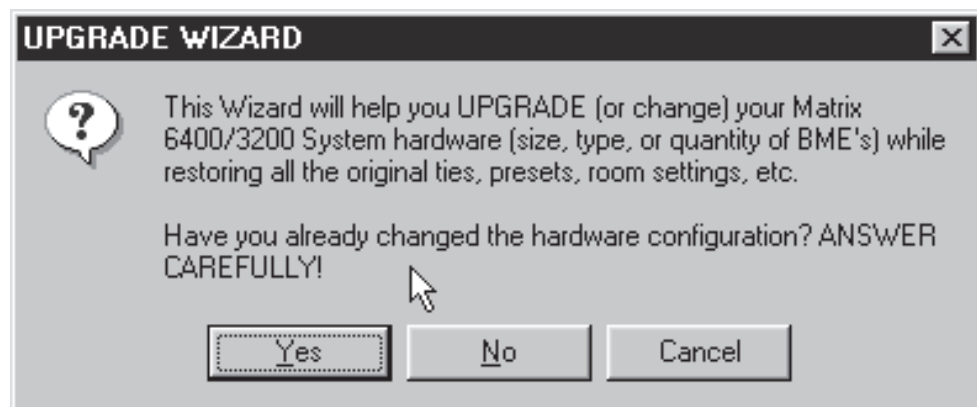 UPGRADE WIZARD
This Wizard will help you UPGRADE (or change) your Matrix
6400/3200 System hardware (size, type, or quantity of BME's) while
restoring all the original ties, presets, room settings, etc.
Have you already changed the hardware configuration? ANSWER
CAREFULLY!
Yes No Cancel